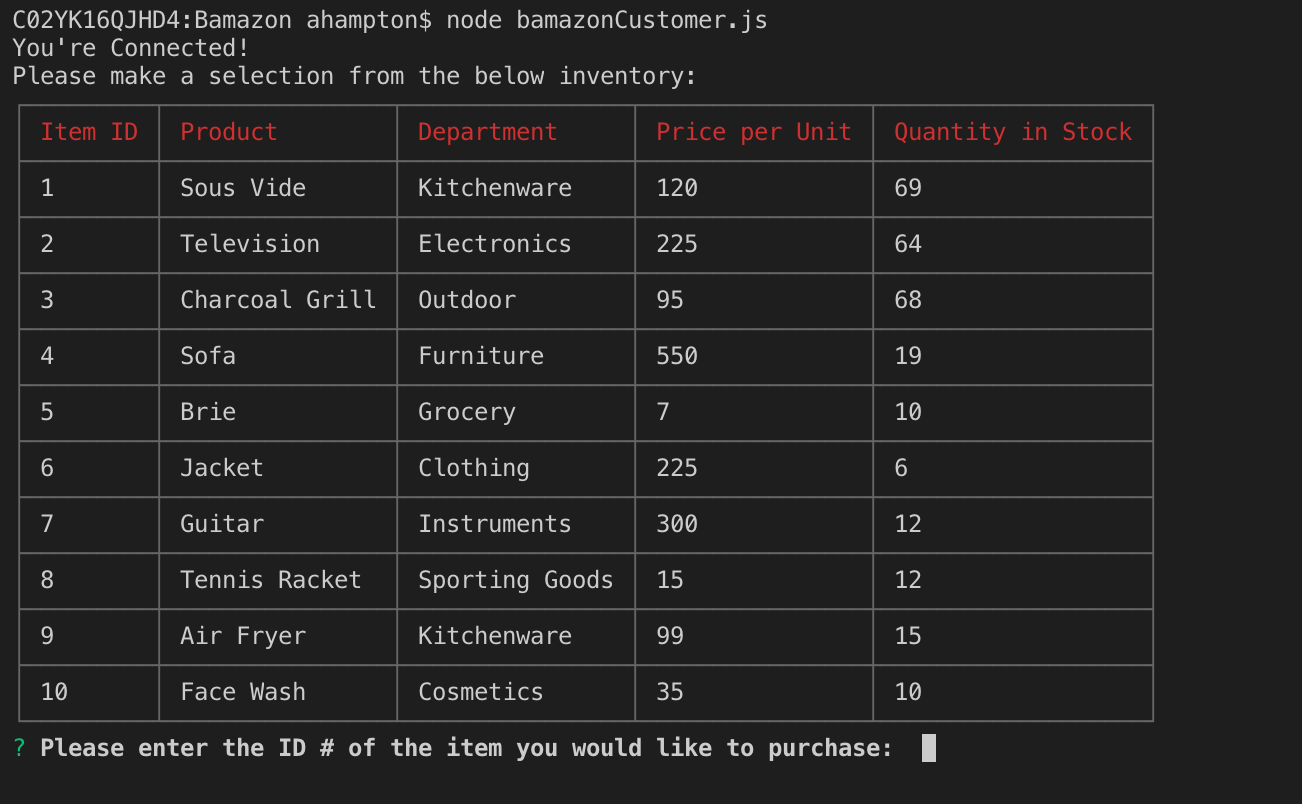 C02YK16QJHD4:Bamazon ahampton$ node bamazonCustomer.js
You're Connected!
Please make a selection from the below inventory:
Item ID Product Department Price per Unit Quantity in Stock
1 Sous Vide Kitchenware 120 69
2 Television Electronics 225 64
3 Charcoal Grill Outdoor 95 68
4 Sofa Furniture 550 19
5 Brie Grocery 7 10
6 Jacket Clothing 225 6
7 Guitar Instruments 300 12
8 Tennis Racket Sporting Goods 15 12
9 Air Fryer Kitchenware 99 15
10 Face Wash Cosmetics 35 10
? Please enter the ID # of the item you would like to purchase: